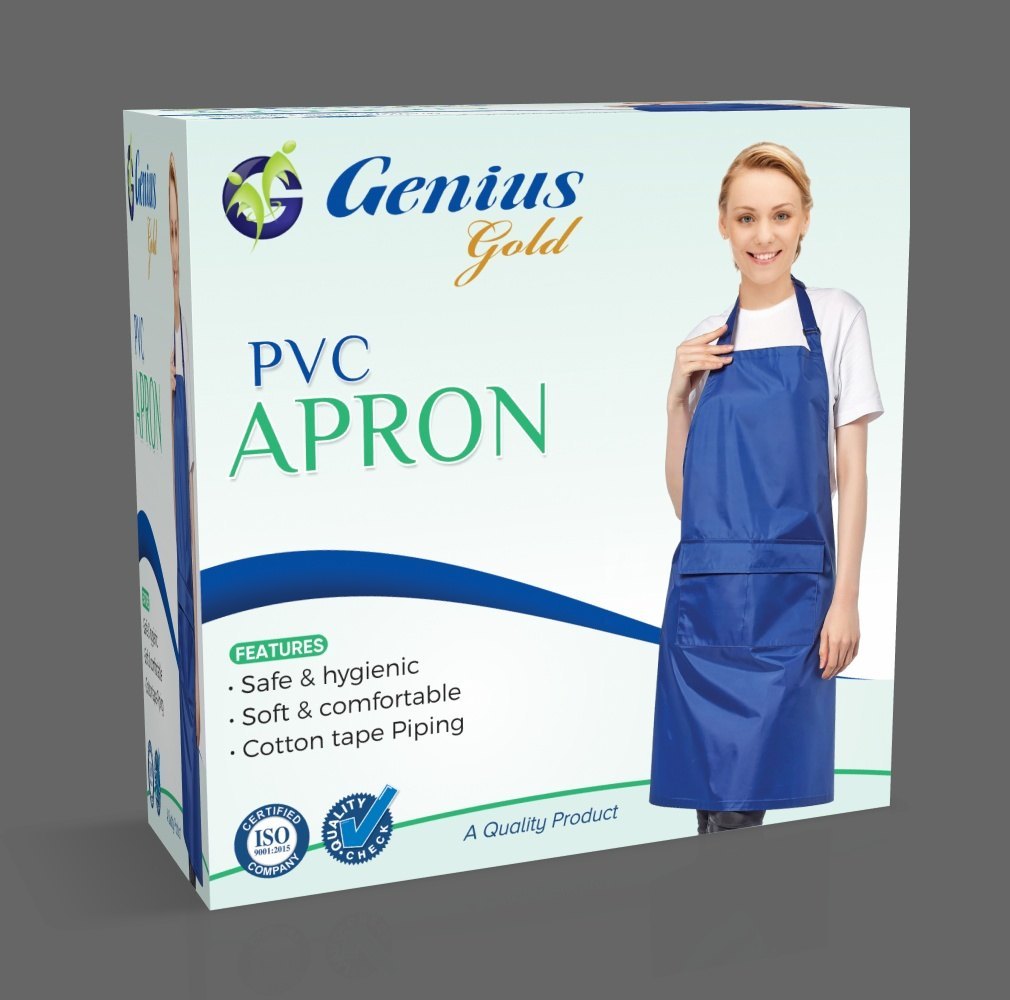 G
Genius
Gold
PVC
APRON
FEATURES
· Safe & hygienic
· Soft & comfortable
· Cotton tape Piping
CERTIFIED
ISO
9001:2015
COMPANY
QUALITY
CHECK
A Quality Product
Genius
Gold
PVC
APRON